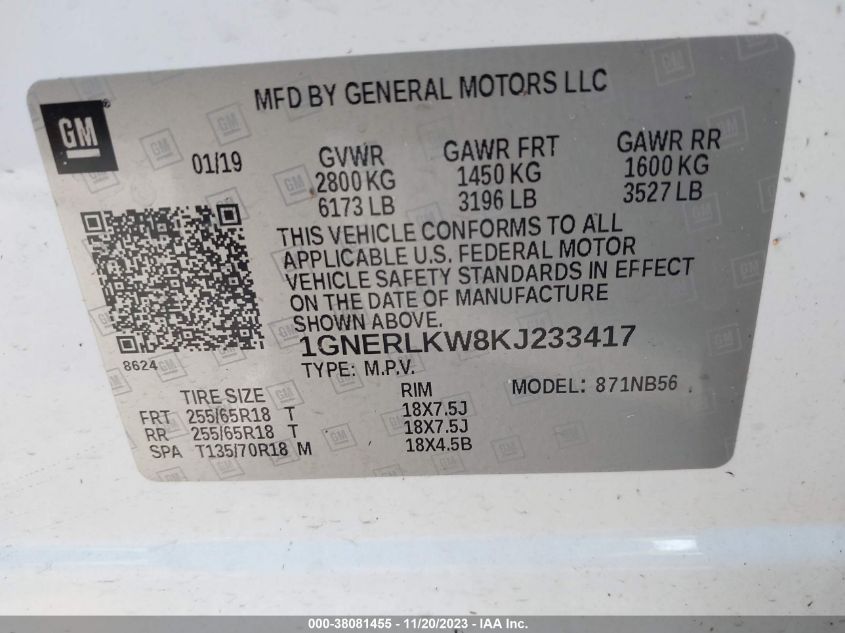 MFD BY GENERAL MOTORS LLC
GM
®
01/19 GVWR GAWR FRT GAWR RR
2800 KG 1450 KG 1600 KG
6173 LB 3196 LB 3527 LB
THIS VEHICLE CONFORMS TO ALL
APPLICABLE U.S. FEDERAL MOTOR
VEHICLE SAFETY STANDARDS IN EFFECT
ON THE DATE OF MANUFACTURE
SHOWN ABOVE.
1GNERLKW8KJ233417
8624
TYPE: M.P.V. MODEL: 871NB56
TIRE SIZE RIM
FRT 255/65R18 T 18X7.5J
RR 255/65R18 T 18X7.5J
SPA T135/70R18 M 18X4.5B
000-38081455 - 11/20/2023 - IAA Inc.